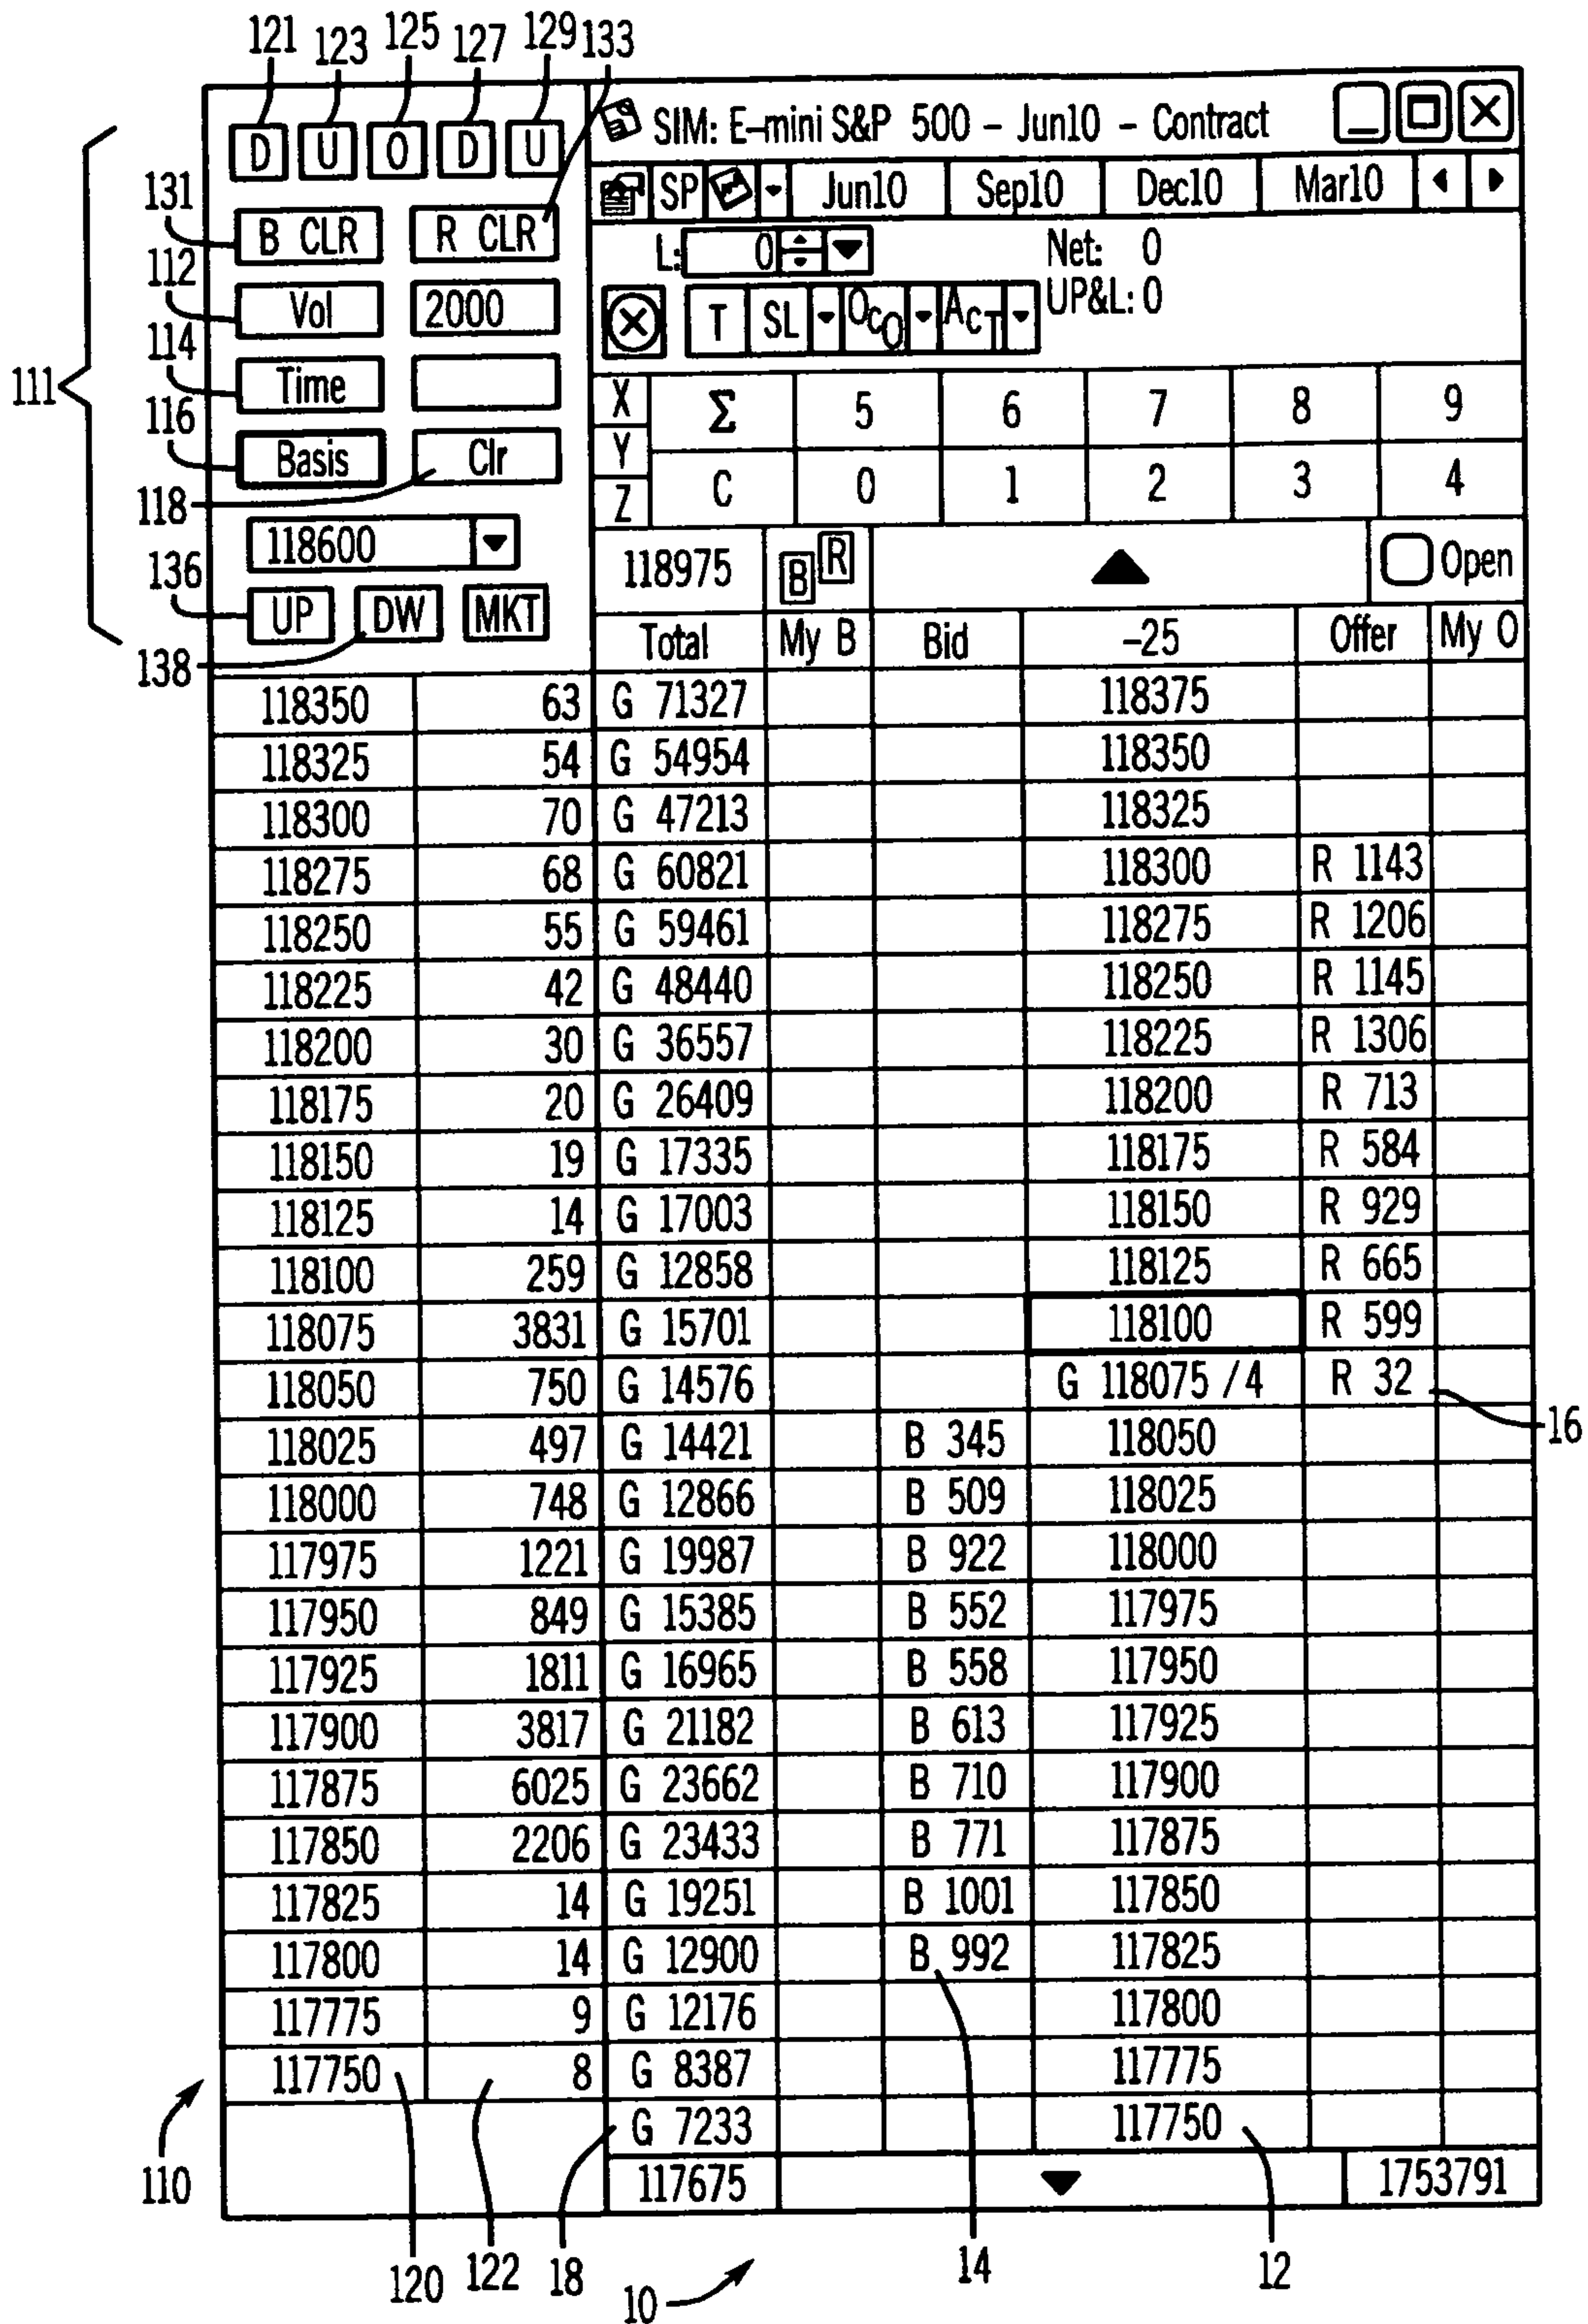 121 123 125 127 129 133
D U O D U
SIM: E-mini S&P 500 - Jun10 - Contract
SP Jun10 Sep10 Dec10 Mar10
131 B CLR R CLR
L: 0 Net: 0
112 Vol 2000
T SL OCO ACT UP&L: 0
114 Time
111
116 Basis Clr
X Σ 5 6 7 8 9
Y
Z C 0 1 2 3 4
118
118600
118975 B R Open
136 UP DW MKT
138
Total My B Bid -25 Offer My O
118350 63 G 71327 118375
118325 54 G 54954 118350
118300 70 G 47213 118325
118275 68 G 60821 118300 R 1143
118250 55 G 59461 118275 R 1206
118225 42 G 48440 118250 R 1145
118200 30 G 36557 118225 R 1306
118175 20 G 26409 118200 R 713
118150 19 G 17335 118175 R 584
118125 14 G 17003 118150 R 929
118100 259 G 12858 118125 R 665
118075 3831 G 15701 118100 R 599
118050 750 G 14576 G 118075 / 4 R 32
16
118025 497 G 14421 B 345 118050
118000 748 G 12866 B 509 118025
117975 1221 G 19987 B 922 118000
117950 849 G 15385 B 552 117975
117925 1811 G 16965 B 558 117950
117900 3817 G 21182 B 613 117925
117875 6025 G 23662 B 710 117900
117850 2206 G 23433 B 771 117875
117825 14 G 19251 B 1001 117850
117800 14 G 12900 B 992 117825
117775 9 G 12176 117800
117750 8 G 8387 117775
G 7233 117750
110
117675 1753791
120 122 18 10 14 12